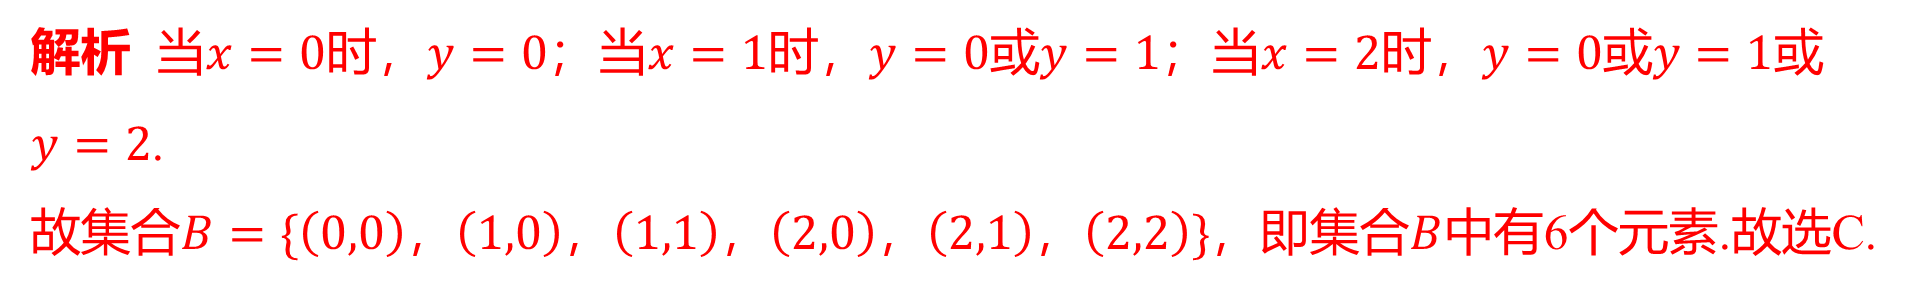 解析 当x = 0时，y = 0；当x = 1时，y = 0或y = 1；当x = 2时，y = 0或y = 1或
y = 2.
故集合B = {(0,0)，(1,0)，(1,1)，(2,0)，(2,1)，(2,2)}，即集合B中有6个元素.故选C.